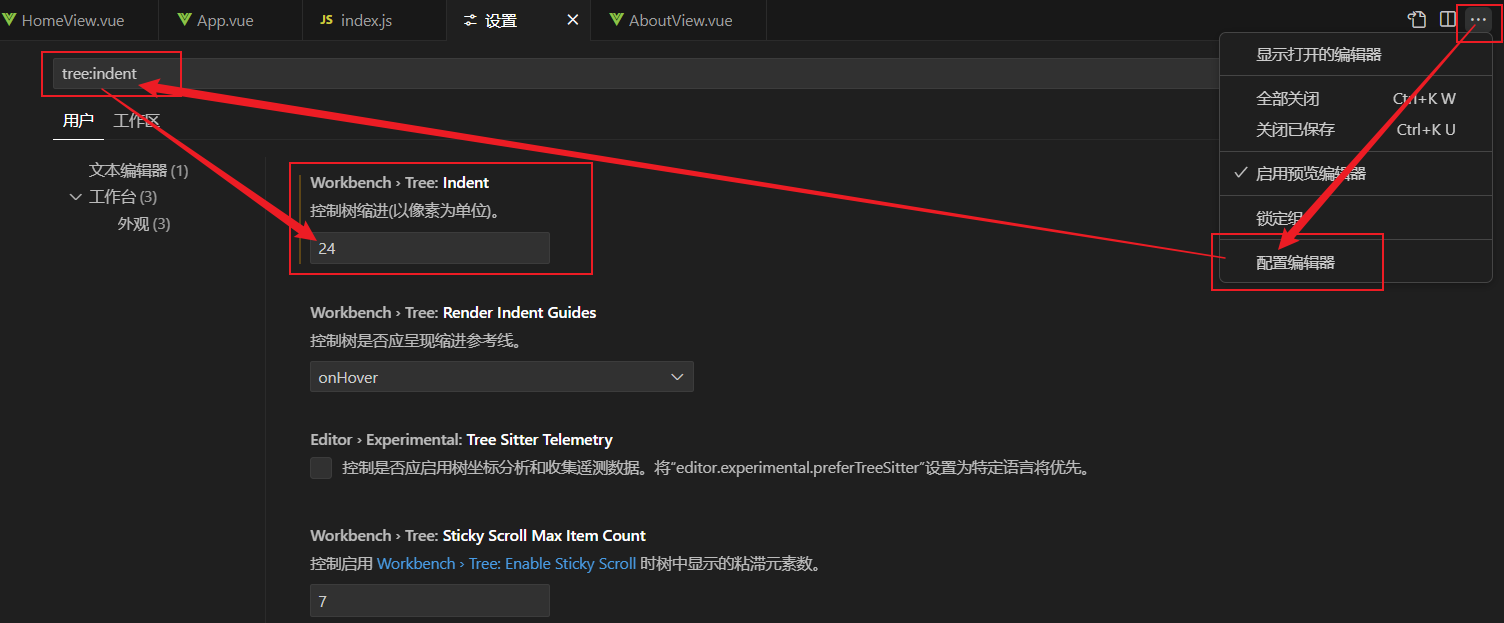 HomeView.vue
App.vue
JS index.js
设置
AboutView.vue
tree:indent
用户 工作区
文本编辑器 (1)
工作台 (3)
外观 (3)
Workbench › Tree: Indent
控制树缩进(以像素为单位)。
24
Workbench › Tree: Render Indent Guides
控制树是否应呈现缩进参考线。
onHover
Editor › Experimental: Tree Sitter Telemetry
控制是否应启用树坐标分析和收集遥测数据。将"editor.experimental.preferTreeSitter"设置为特定语言将优先。
Workbench › Tree: Sticky Scroll Max Item Count
控制启用 Workbench › Tree: Enable Sticky Scroll 时树中显示的粘滞元素数。
7
显示打开的编辑器
全部关闭 Ctrl+K W
关闭已保存 Ctrl+K U
启用预览编辑器
锁定组
配置编辑器